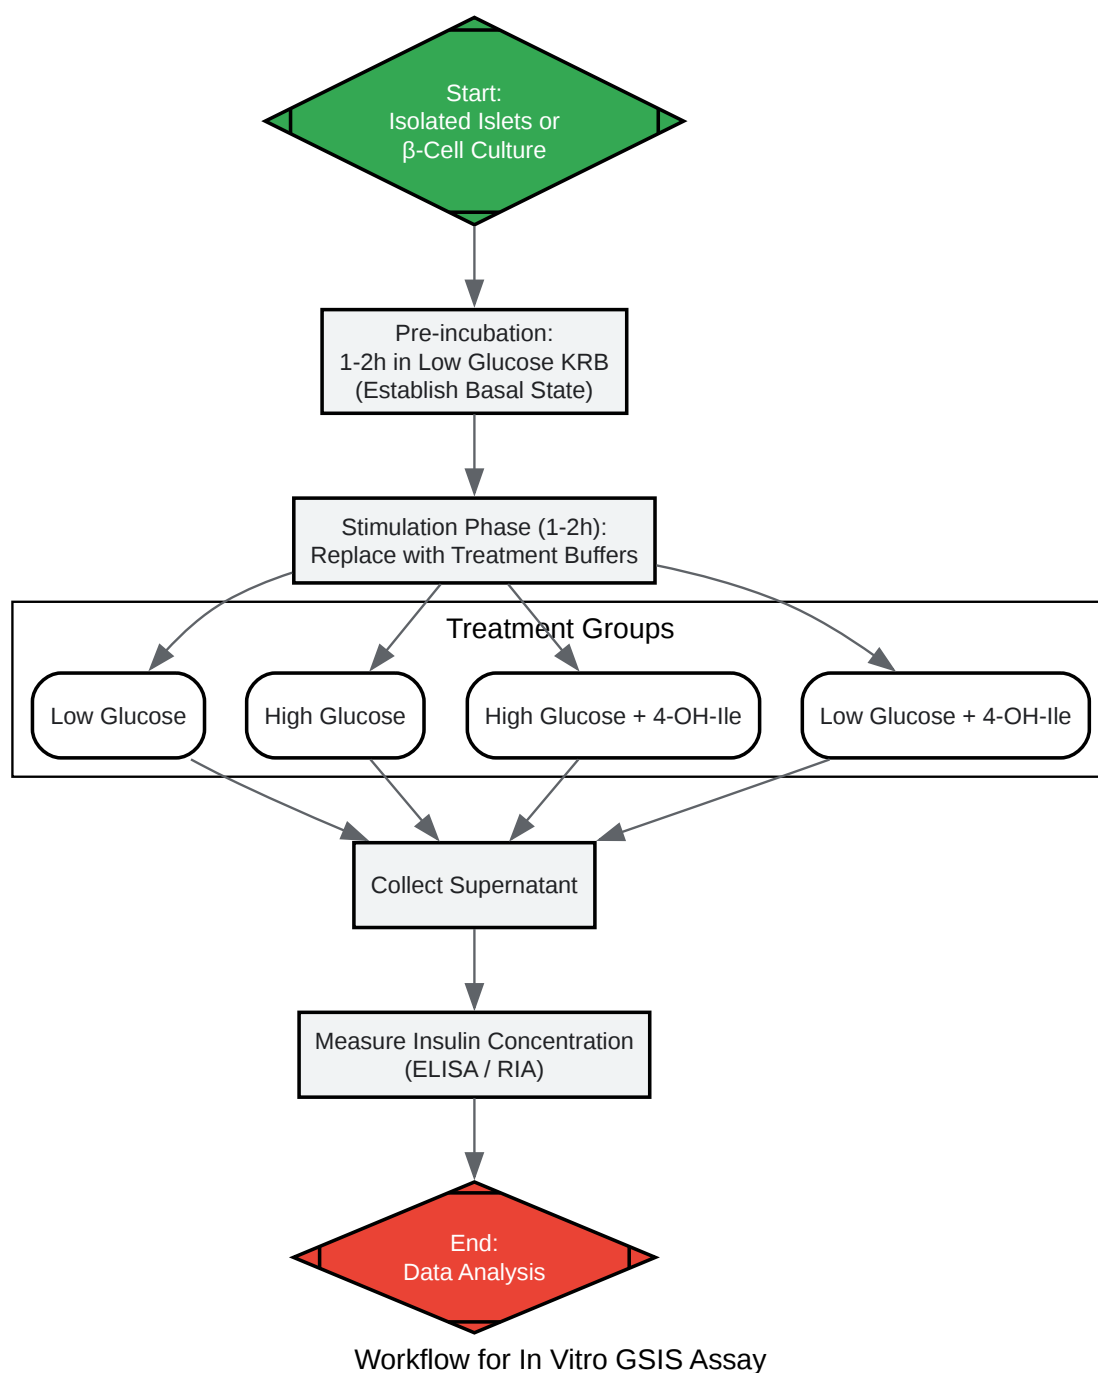 Start:
Isolated Islets or
β-Cell Culture
Pre-incubation:
1-2h in Low Glucose KRB
(Establish Basal State)
Stimulation Phase (1-2h):
Replace with Treatment Buffers
Treatment Groups
Low Glucose
High Glucose
High Glucose + 4-OH-Ile
Low Glucose + 4-OH-Ile
Collect Supernatant
Measure Insulin Concentration
(ELISA / RIA)
End:
Data Analysis
Workflow for In Vitro GSIS Assay